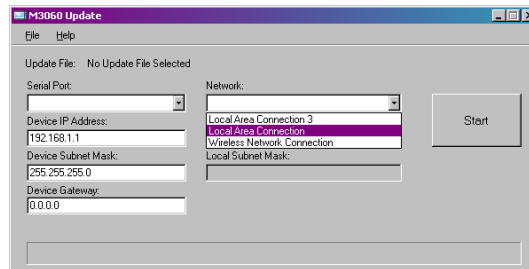 M3060 Update
File Help
Update File: No Update File Selected
Serial Port:
Network:
Local Area Connection 3
Local Area Connection
Wireless Network Connection
Start
Device IP Address:
192.168.1.1
Device Subnet Mask:
Local Subnet Mask:
255.255.255.0
Device Gateway:
0.0.0.0